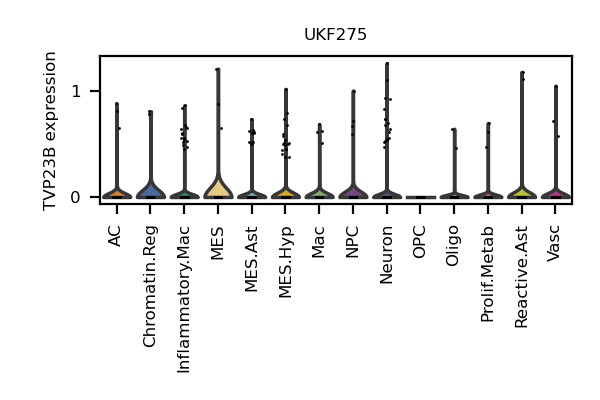 UKF275
TVP23B expression
1
0
AC
Chromatin.Reg
Inflammatory.Mac
MES
MES.Ast
MES.Hyp
Mac
NPC
Neuron
OPC
Oligo
Prolif.Metab
Reactive.Ast
Vasc